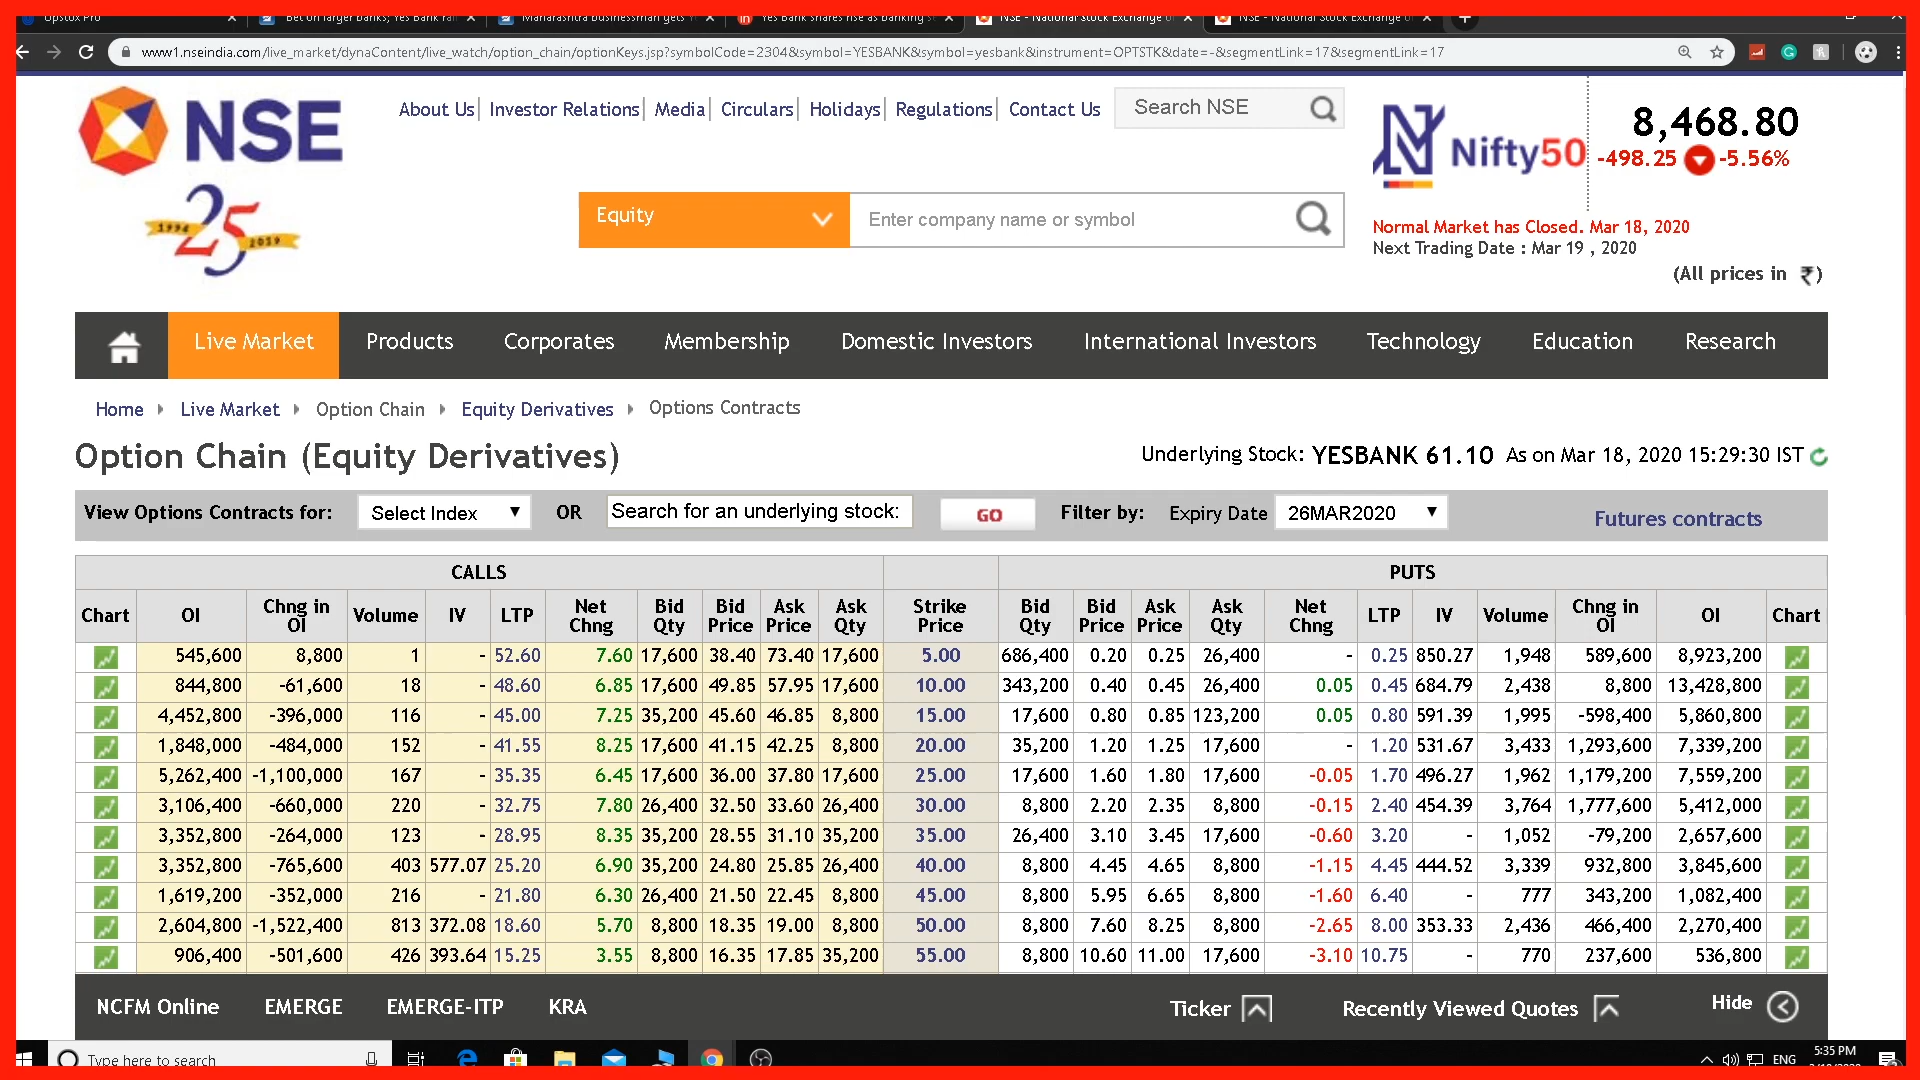 Upstox Pro
Bet on larger banks; Yes Bank
Maharashtra businessman gets
Yes Bank shares rise as banking
NSE - National Stock Exchange of
NSE - National Stock Exchange of
www1.nseindia.com/live_market/dynaContent/live_watch/option_chain/optionKeys.jsp?symbolCode=2304&symbol=YESBANK&symbol=yesbank&instrument=OPTSTK&date=-&segmentLink=17&segmentLink=17
NSE
1994 25 2019
About Us Investor Relations Media Circulars Holidays Regulations Contact Us
Search NSE
Nifty50
8,468.80
-498.25 -5.56%
Equity
Enter company name or symbol
Normal Market has Closed. Mar 18, 2020
Next Trading Date : Mar 19 , 2020
(All prices in ₹)
Live Market Products Corporates Membership Domestic Investors International Investors Technology Education Research
Home Live Market Option Chain Equity Derivatives Options Contracts
Option Chain (Equity Derivatives)
Underlying Stock: YESBANK 61.10 As on Mar 18, 2020 15:29:30 IST
View Options Contracts for: Select Index OR Search for an underlying stock: GO Filter by: Expiry Date 26MAR2020 Futures contracts
CALLS PUTS
Chart OI Chng in OI Volume IV LTP Net Chng Bid Qty Bid Price Ask Price Ask Qty Strike Price Bid Qty Bid Price Ask Price Ask Qty Net Chng LTP IV Volume Chng in OI OI Chart
545,600 8,800 1 - 52.60 7.60 17,600 38.40 73.40 17,600 5.00 686,400 0.20 0.25 26,400 - 0.25 850.27 1,948 589,600 8,923,200
844,800 -61,600 18 - 48.60 6.85 17,600 49.85 57.95 17,600 10.00 343,200 0.40 0.45 26,400 0.05 0.45 684.79 2,438 8,800 13,428,800
4,452,800 -396,000 116 - 45.00 7.25 35,200 45.60 46.85 8,800 15.00 17,600 0.80 0.85 123,200 0.05 0.80 591.39 1,995 -598,400 5,860,800
1,848,000 -484,000 152 - 41.55 8.25 17,600 41.15 42.25 8,800 20.00 35,200 1.20 1.25 17,600 - 1.20 531.67 3,433 1,293,600 7,339,200
5,262,400 -1,100,000 167 - 35.35 6.45 17,600 36.00 37.80 17,600 25.00 17,600 1.60 1.80 17,600 -0.05 1.70 496.27 1,962 1,179,200 7,559,200
3,106,400 -660,000 220 - 32.75 7.80 26,400 32.50 33.60 26,400 30.00 8,800 2.20 2.35 8,800 -0.15 2.40 454.39 3,764 1,777,600 5,412,000
3,352,800 -264,000 123 - 28.95 8.35 35,200 28.55 31.10 35,200 35.00 26,400 3.10 3.45 17,600 -0.60 3.20 - 1,052 -79,200 2,657,600
3,352,800 -765,600 403 577.07 25.20 6.90 35,200 24.80 25.85 26,400 40.00 8,800 4.45 4.65 8,800 -1.15 4.45 444.52 3,339 932,800 3,845,600
1,619,200 -352,000 216 - 21.80 6.30 26,400 21.50 22.45 8,800 45.00 8,800 5.95 6.65 8,800 -1.60 6.40 - 777 343,200 1,082,400
2,604,800 -1,522,400 813 372.08 18.60 5.70 8,800 18.35 19.00 8,800 50.00 8,800 7.60 8.25 8,800 -2.65 8.00 353.33 2,436 466,400 2,270,400
906,400 -501,600 426 393.64 15.25 3.55 8,800 16.35 17.85 35,200 55.00 8,800 10.60 11.00 17,600 -3.10 10.75 - 770 237,600 536,800
NCFM Online EMERGE EMERGE-ITP KRA Ticker Recently Viewed Quotes Hide
Type here to search
ENG 5:35 PM